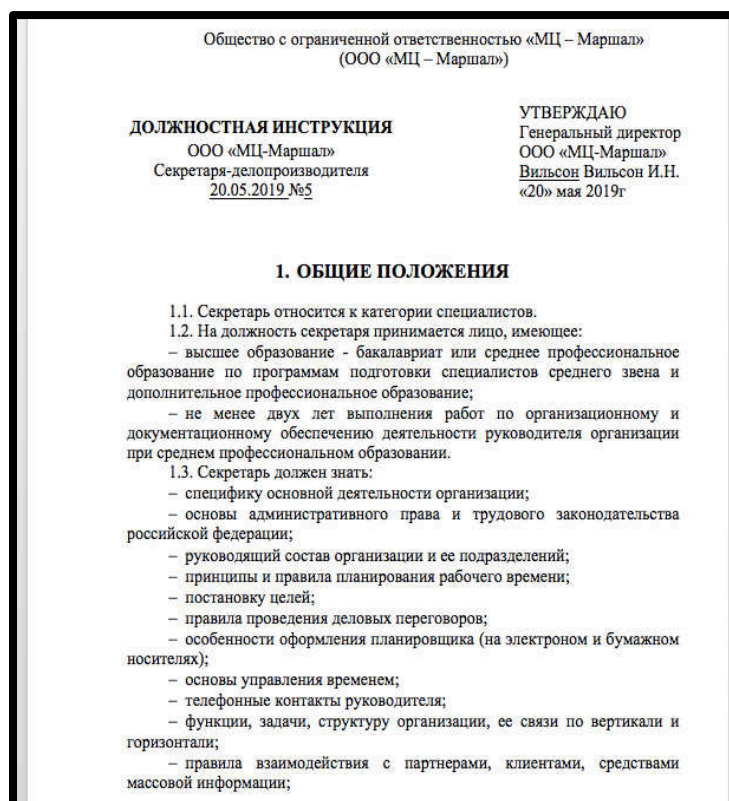 Общество с ограниченной ответственностью «МЦ – Маршал»
(ООО «МЦ – Маршал»)
ДОЛЖНОСТНАЯ ИНСТРУКЦИЯ
ООО «МЦ-Маршал»
Секретаря-делопроизводителя
20.05.2019 №5
УТВЕРЖДАЮ
Генеральный директор
ООО «МЦ-Маршал»
Вильсон Вильсон И.Н.
«20» мая 2019г
1. ОБЩИЕ ПОЛОЖЕНИЯ
1.1. Секретарь относится к категории специалистов.
1.2. На должность секретаря принимается лицо, имеющее:
– высшее образование - бакалавриат или среднее профессиональное
образование по программам подготовки специалистов среднего звена и
дополнительное профессиональное образование;
– не менее двух лет выполнения работ по организационному и
документационному обеспечению деятельности руководителя организации
при среднем профессиональном образовании.
1.3. Секретарь должен знать:
– специфику основной деятельности организации;
– основы административного права и трудового законодательства
российской федерации;
– руководящий состав организации и ее подразделений;
– принципы и правила планирования рабочего времени;
– постановку целей;
– правила проведения деловых переговоров;
– особенности оформления планировщика (на электроном и бумажном
носителях);
– основы управления временем;
– телефонные контакты руководителя;
– функции, задачи, структуру организации, ее связи по вертикали и
горизонтали;
– правила взаимодействия с партнерами, клиентами, средствами
массовой информации;